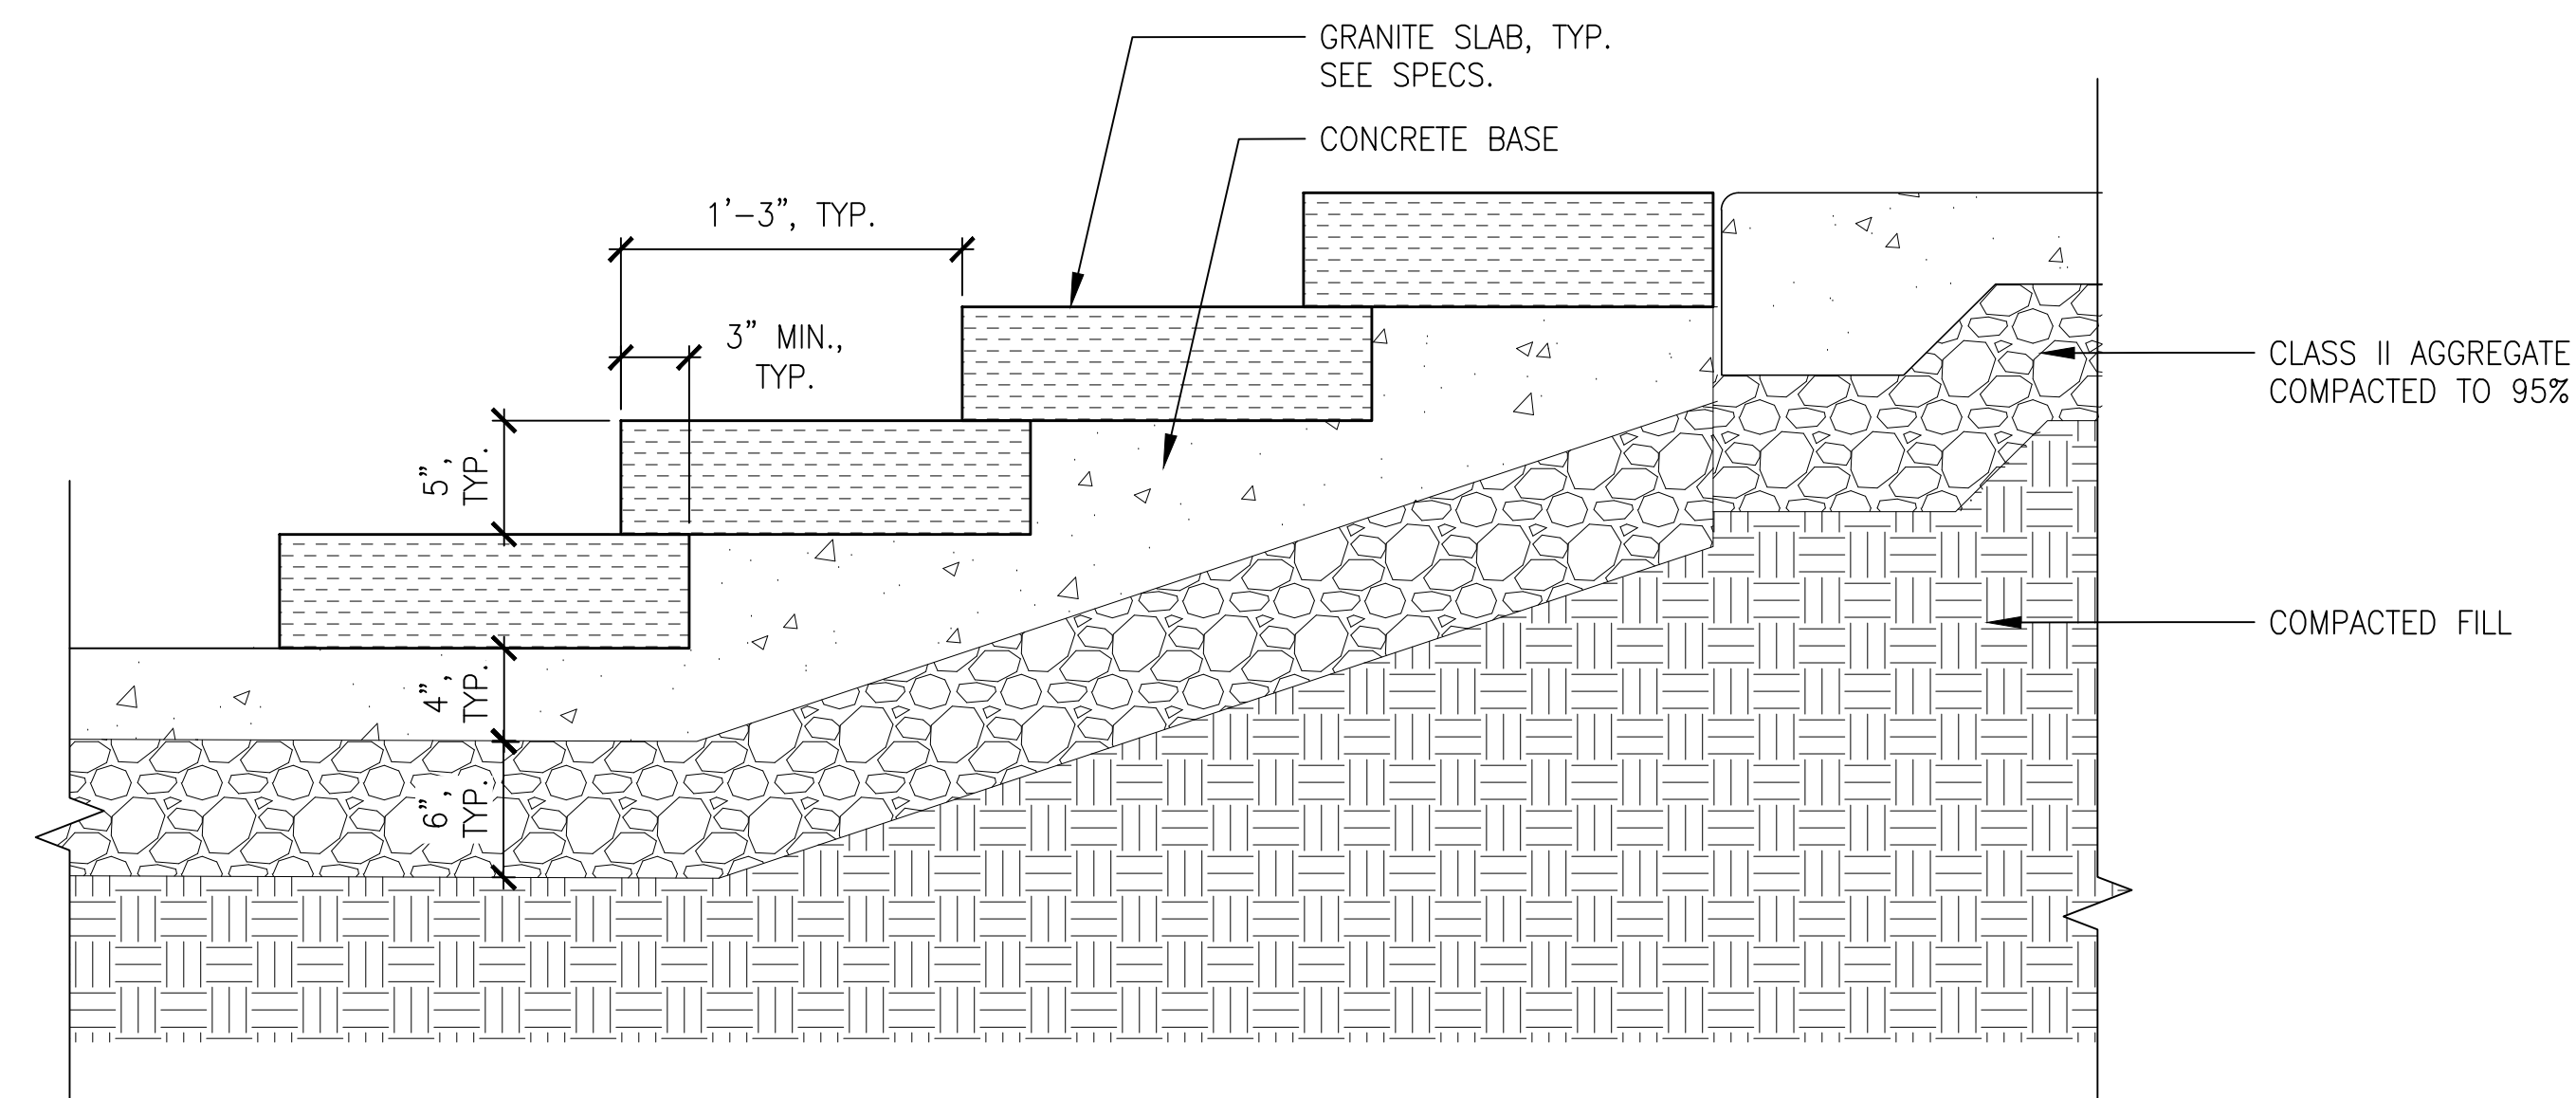 GRANITE SLAB, TYP.
SEE SPECS.
CONCRETE BASE
1’-3”, TYP.
3” MIN.,
TYP.
5”,
TYP.
CLASS II AGGREGATE
COMPACTED TO 95%
COMPACTED FILL
4”,
TYP.
6”,
TYP.